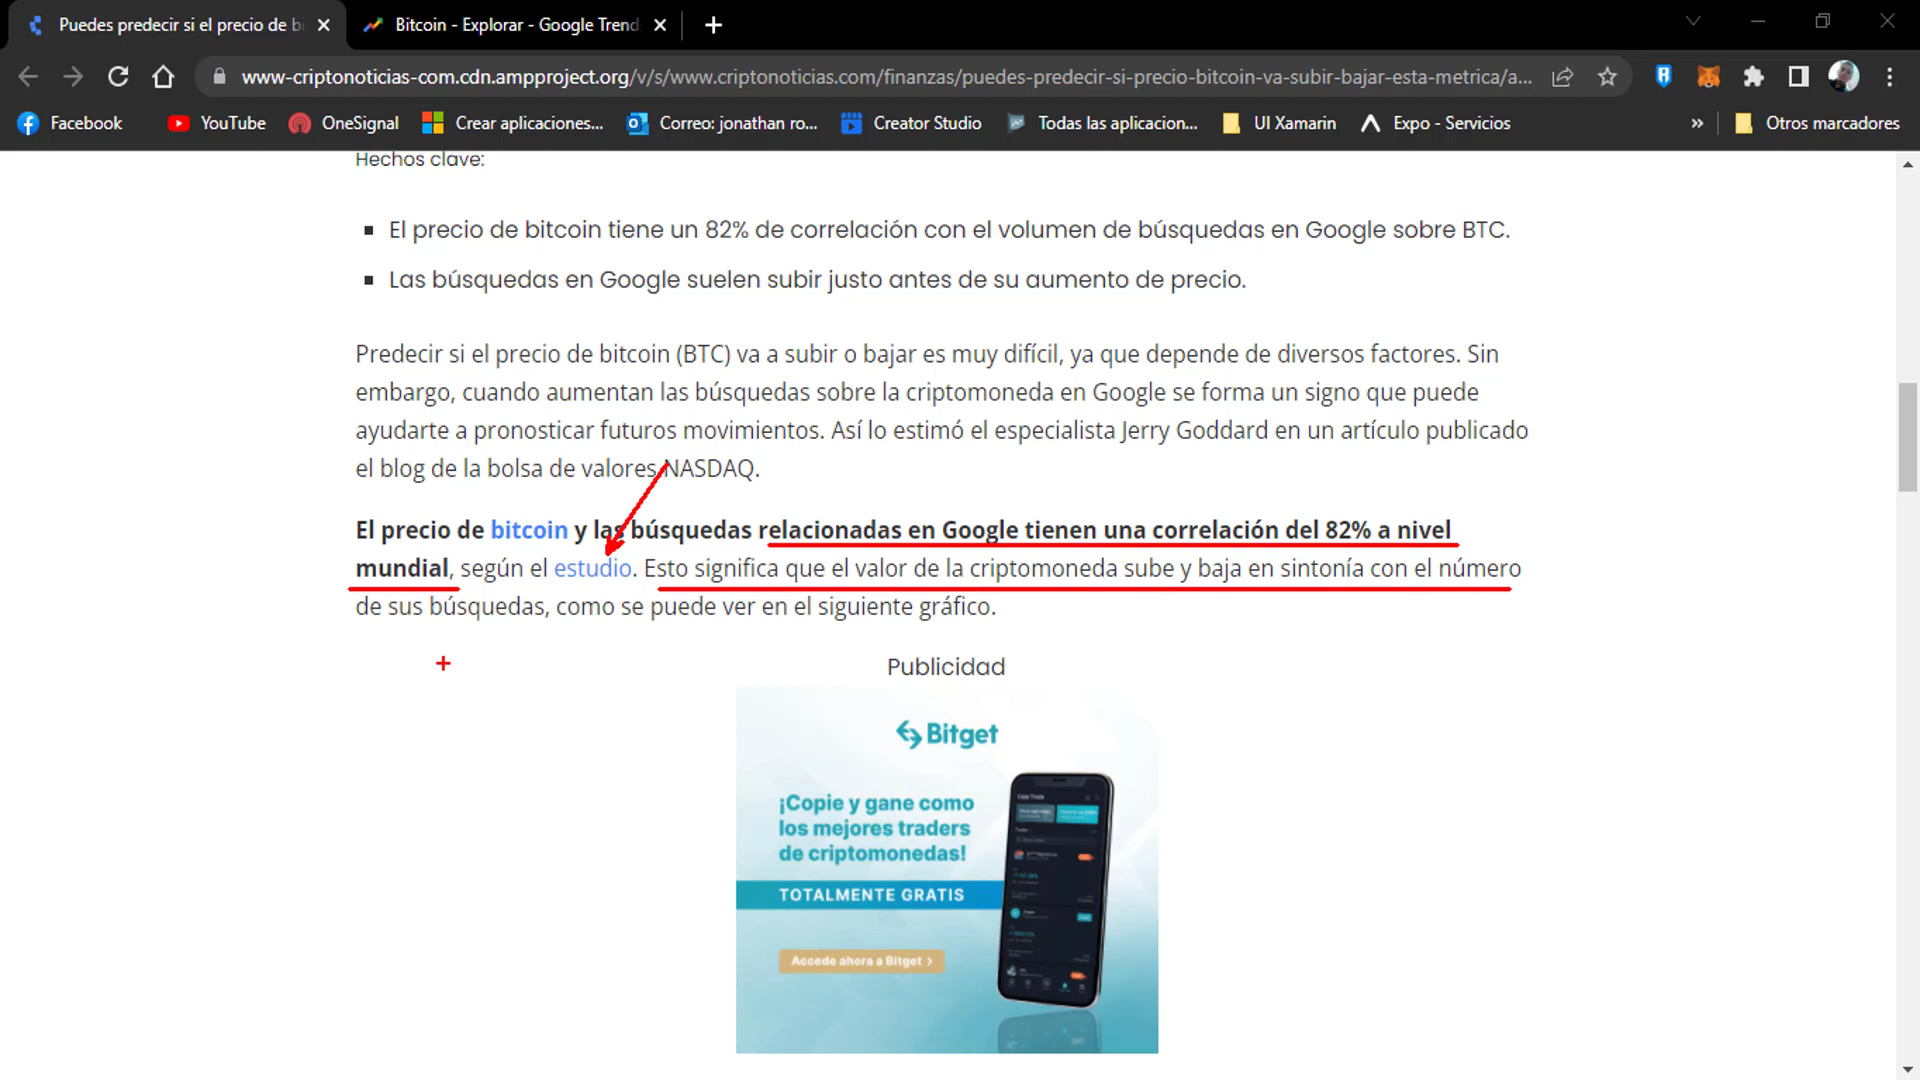 Puedes predecir si el precio de bi
Bitcoin - Explorar - Google Trend
www-criptonoticias-com.cdn.ampproject.org/v/s/www.criptonoticias.com/finanzas/puedes-predecir-si-precio-bitcoin-va-subir-bajar-esta-metrica/a...
Facebook
YouTube
OneSignal
Crear aplicaciones...
Correo: jonathan ro...
Creator Studio
Todas las aplicacion...
UI Xamarin
Expo - Servicios
»
Otros marcadores
Hechos clave:
El precio de bitcoin tiene un 82% de correlación con el volumen de búsquedas en Google sobre BTC.
Las búsquedas en Google suelen subir justo antes de su aumento de precio.
Predecir si el precio de bitcoin (BTC) va a subir o bajar es muy difícil, ya que depende de diversos factores. Sin
embargo, cuando aumentan las búsquedas sobre la criptomoneda en Google se forma un signo que puede
ayudarte a pronosticar futuros movimientos. Así lo estimó el especialista Jerry Goddard en un artículo publicado
el blog de la bolsa de valores NASDAQ.
El precio de bitcoin y las búsquedas relacionadas en Google tienen una correlación del 82% a nivel
mundial, según el estudio. Esto significa que el valor de la criptomoneda sube y baja en sintonía con el número
de sus búsquedas, como se puede ver en el siguiente gráfico.
Publicidad
Bitget
¡Copie y gane como
los mejores traders
de criptomonedas!
TOTALMENTE GRATIS
Accede ahora a Bitget >